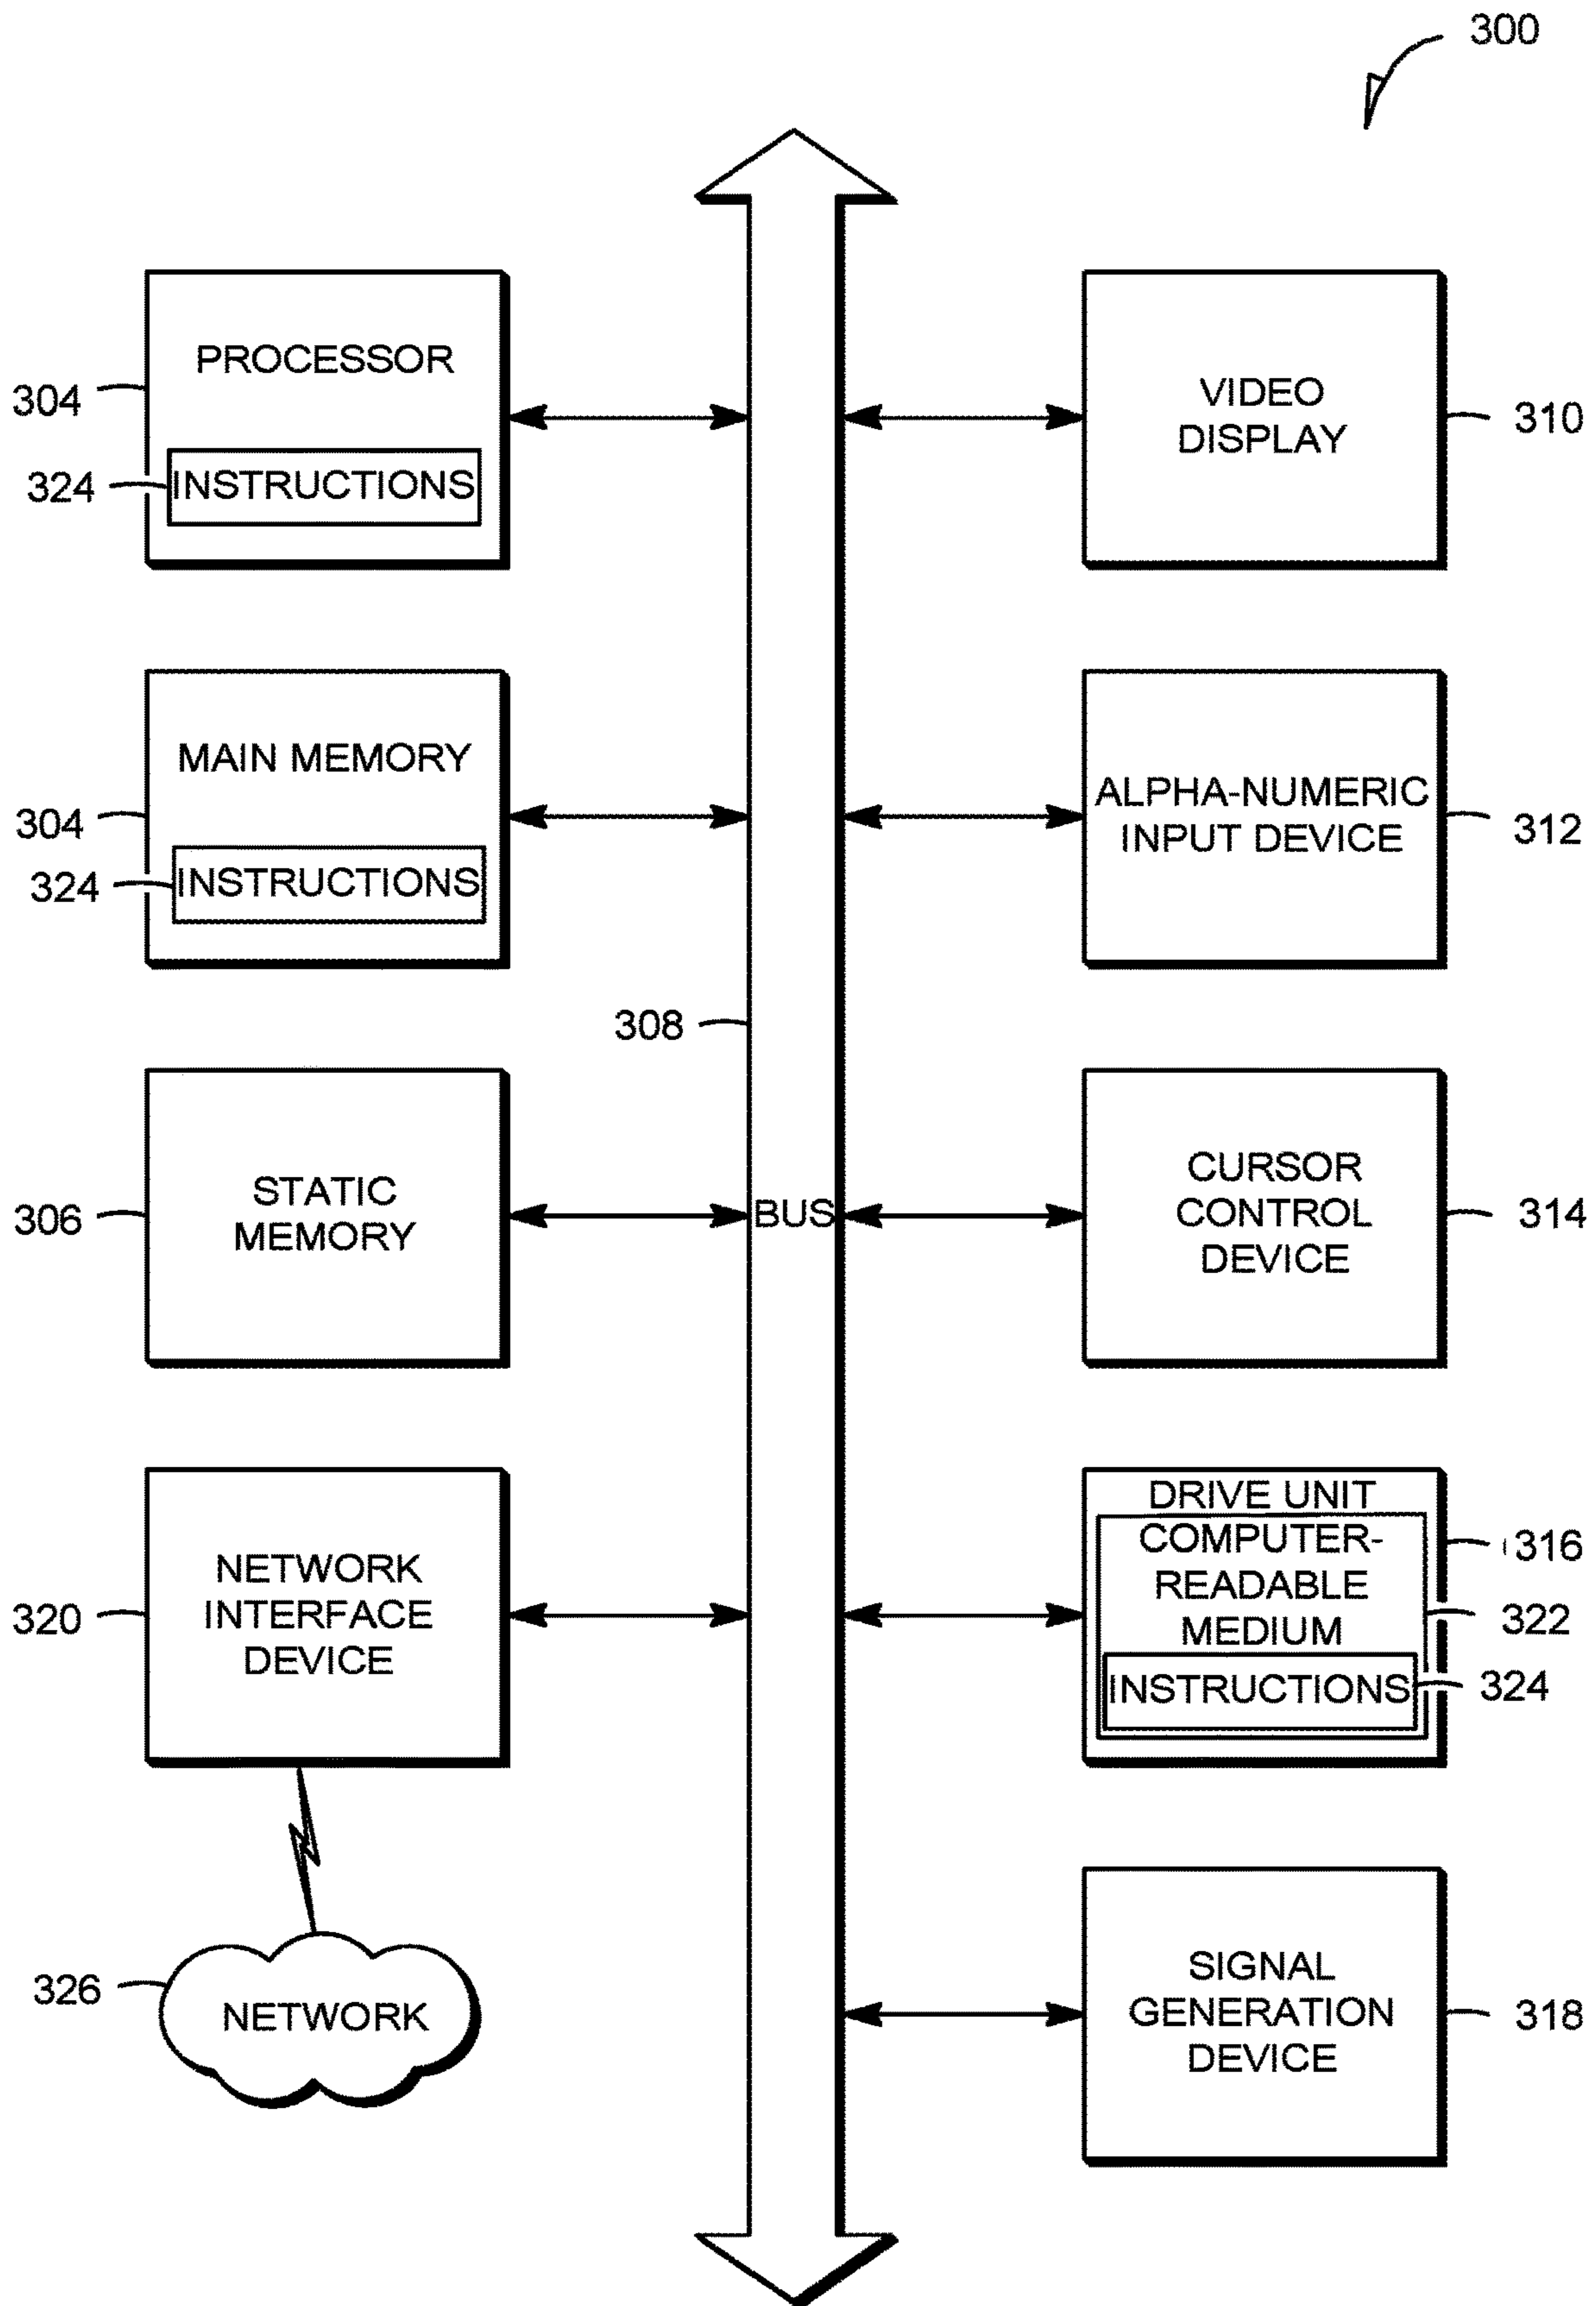 300
PROCESSOR
304
324
INSTRUCTIONS
VIDEO
DISPLAY
310
MAIN MEMORY
304
324
INSTRUCTIONS
ALPHA-NUMERIC
INPUT DEVICE
312
308
STATIC
MEMORY
306
BUS
CURSOR
CONTROL
DEVICE
314
NETWORK
INTERFACE
DEVICE
320
DRIVE UNIT
COMPUTER-
READABLE
MEDIUM
INSTRUCTIONS
316
322
324
326
NETWORK
SIGNAL
GENERATION
DEVICE
318